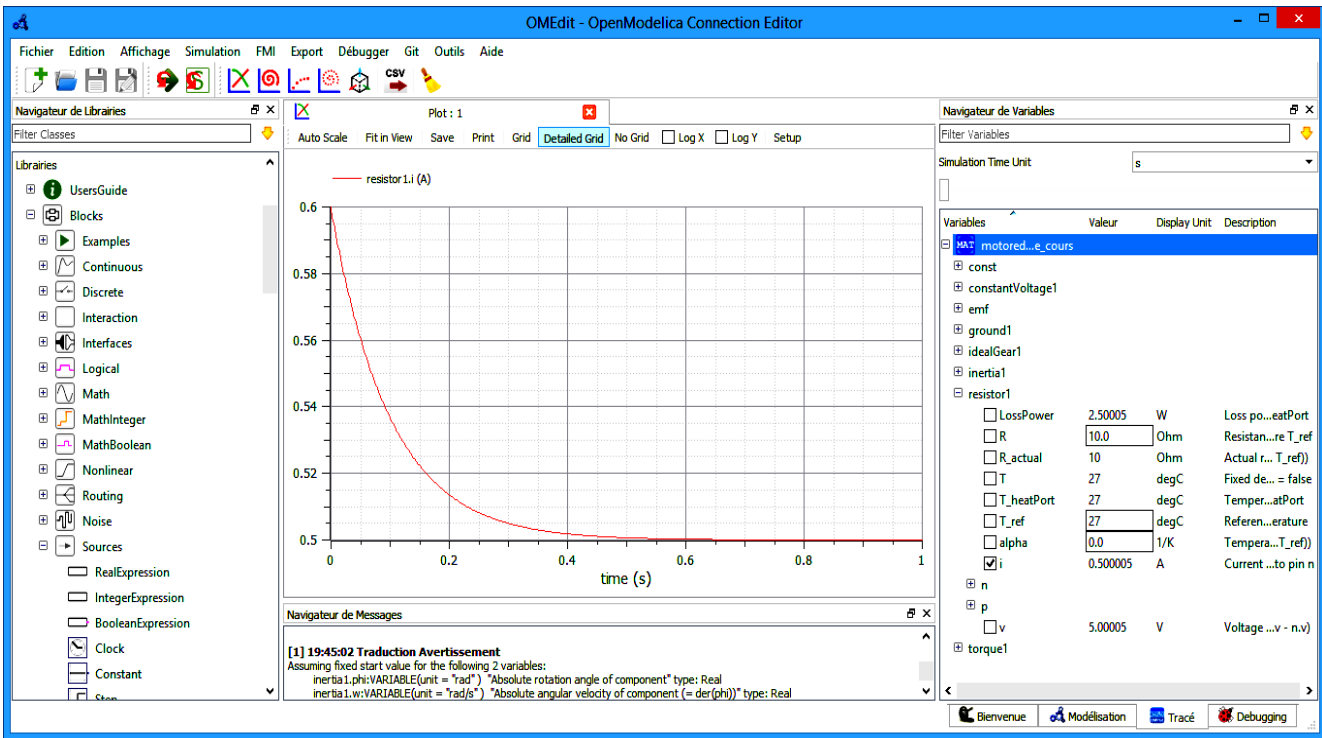 OMEdit - OpenModelica Connection Editor
Fichier Edition Affichage Simulation FMI Export Débugger Git Outils Aide
CSV
Navigateur de Librairies
Filter Classes
Librairies
UsersGuide
Blocks
Examples
Continuous
Discrete
Interaction
Interfaces
Logical
Math
MathInteger
MathBoolean
Nonlinear
Routing
Noise
Sources
RealExpression
IntegerExpression
BooleanExpression
Clock
Constant
Step
Plot : 1
Auto Scale Fit in View Save Print Grid Detailed Grid No Grid Log X Log Y Setup
resistor1.i (A)
0.6
0.58
0.56
0.54
0.52
0.5
0 0.2 0.4 0.6 0.8 1
time (s)
Navigateur de Messages
[1] 19:45:02 Traduction Avertissement
Assuming fixed start value for the following 2 variables:
inertia1.phi:VARIABLE(unit = "rad" ) "Absolute rotation angle of component" type: Real
inertia1.w:VARIABLE(unit = "rad/s" ) "Absolute angular velocity of component (= der(phi))" type: Real
Navigateur de Variables
Filter Variables
Simulation Time Unit s
Variables Valeur Display Unit Description
MAT motored...e_cours
const
constantVoltage1
emf
ground1
idealGear1
inertia1
resistor1
LossPower 2.50005 W Loss po...eatPort
R 10.0 Ohm Resistan...re T_ref
R_actual 10 Ohm Actual r... T_ref))
T 27 degC Fixed de... = false
T_heatPort 27 degC Temper...atPort
T_ref 27 degC Referen...erature
alpha 0.0 1/K Tempera...T_ref))
i 0.500005 A Current ...to pin n
n
p
v 5.00005 V Voltage ...v - n.v)
torque1
Bienvenue Modélisation Tracé Debugging